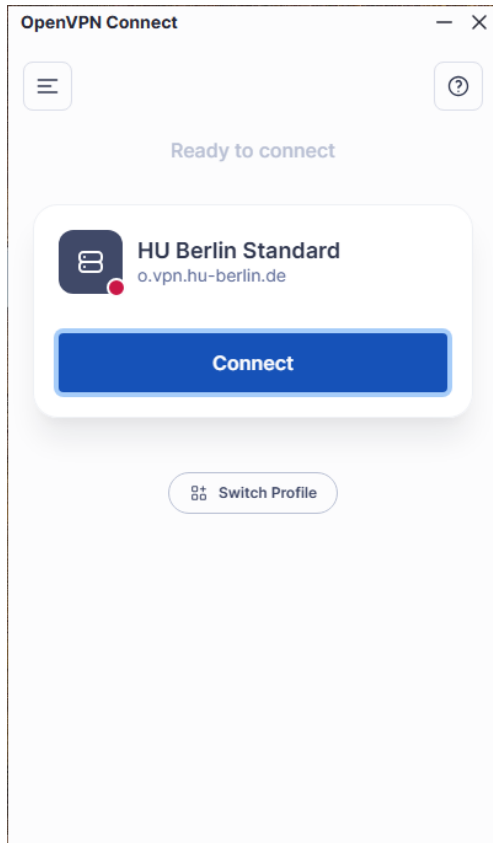 OpenVPN Connect
Ready to connect
HU Berlin Standard
o.vpn.hu-berlin.de
Connect
Switch Profile